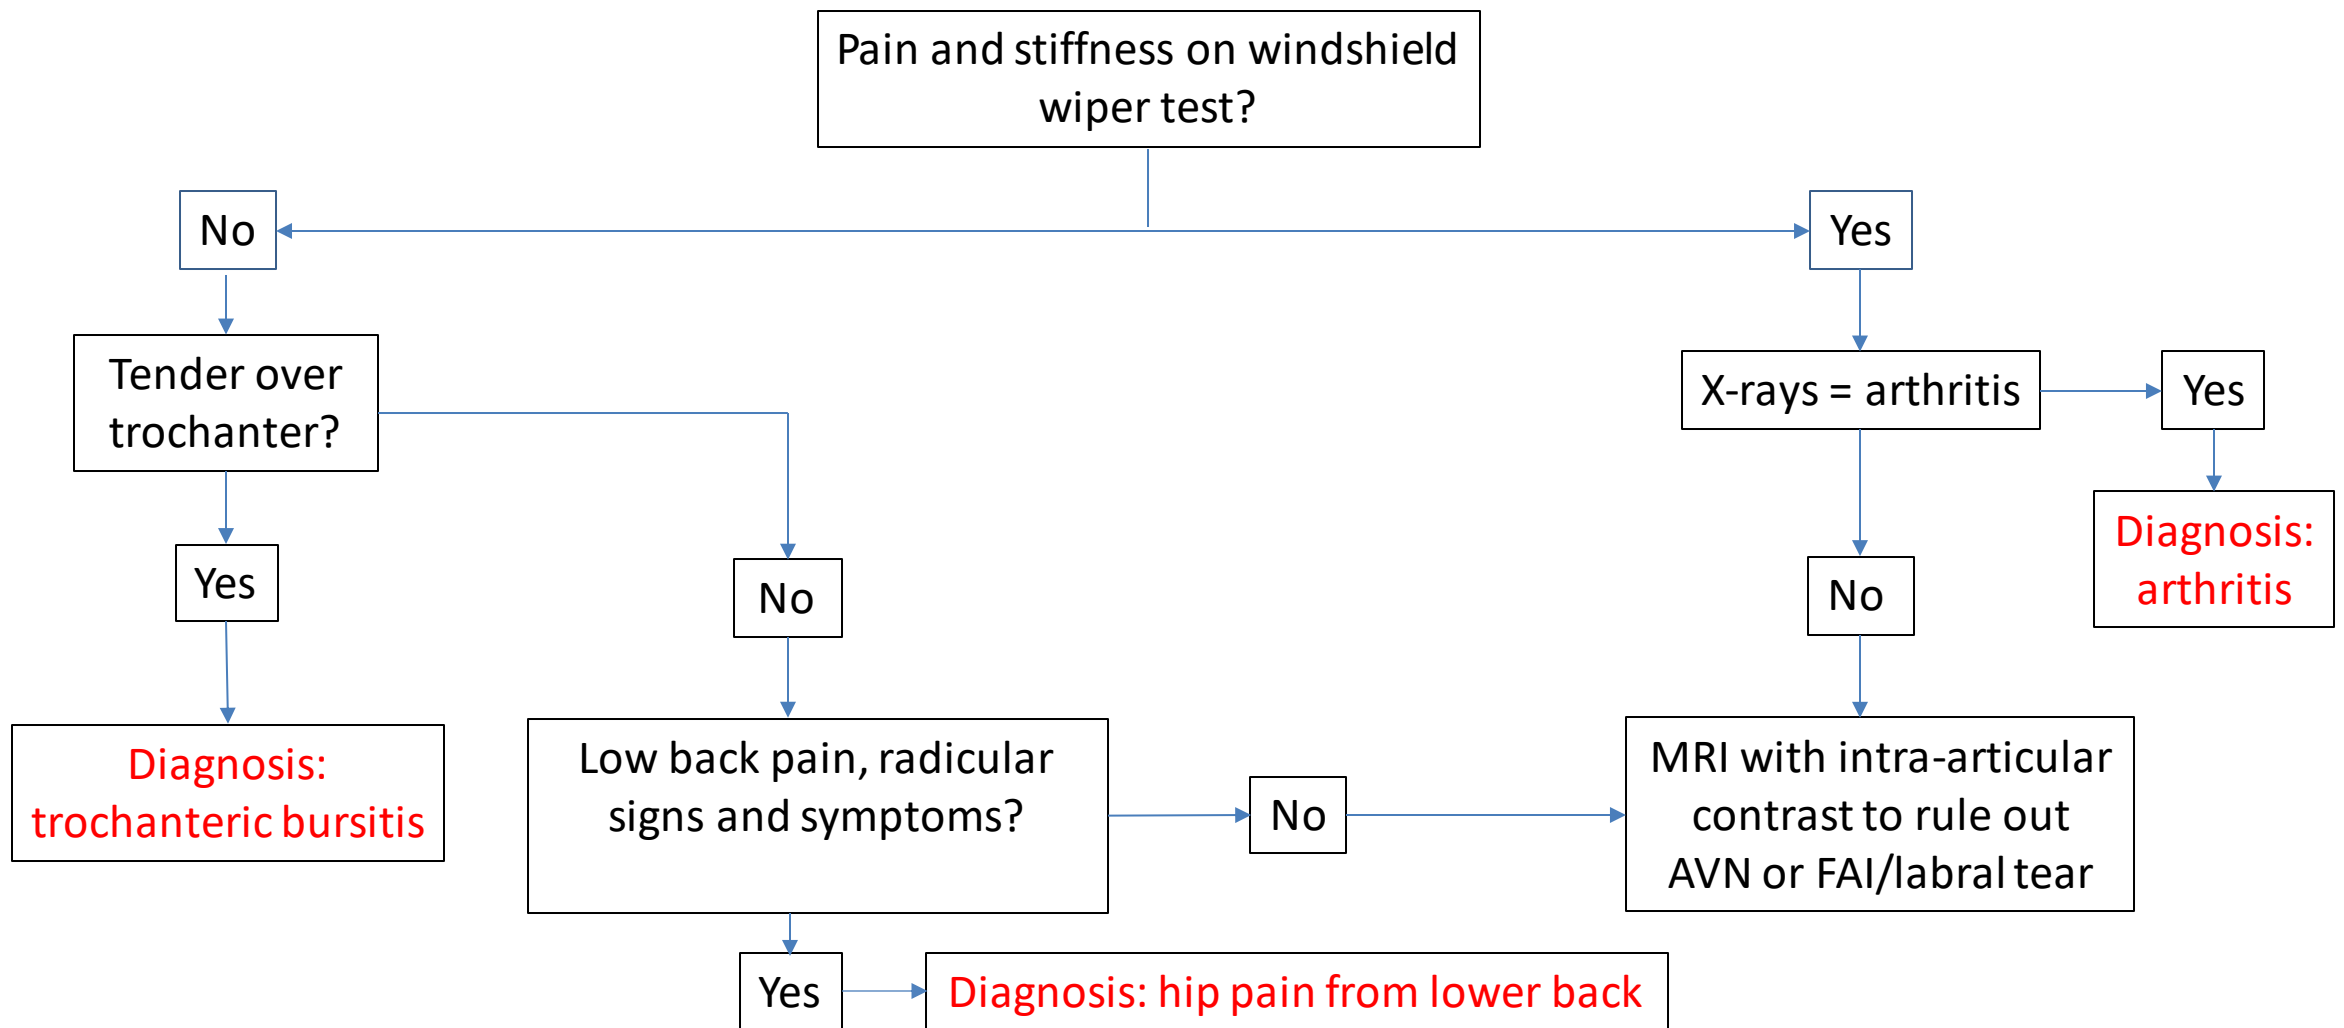 Pain and stiffness on windshield
wiper test?
No
Yes
Tender over
trochanter?
X-rays = arthritis
Yes
Diagnosis:
arthritis
Yes
No
No
Diagnosis:
trochanteric bursitis
Low back pain, radicular
signs and symptoms?
No
MRI with intra-articular
contrast to rule out
AVN or FAI/labral tear
Yes
Diagnosis: hip pain from lower back